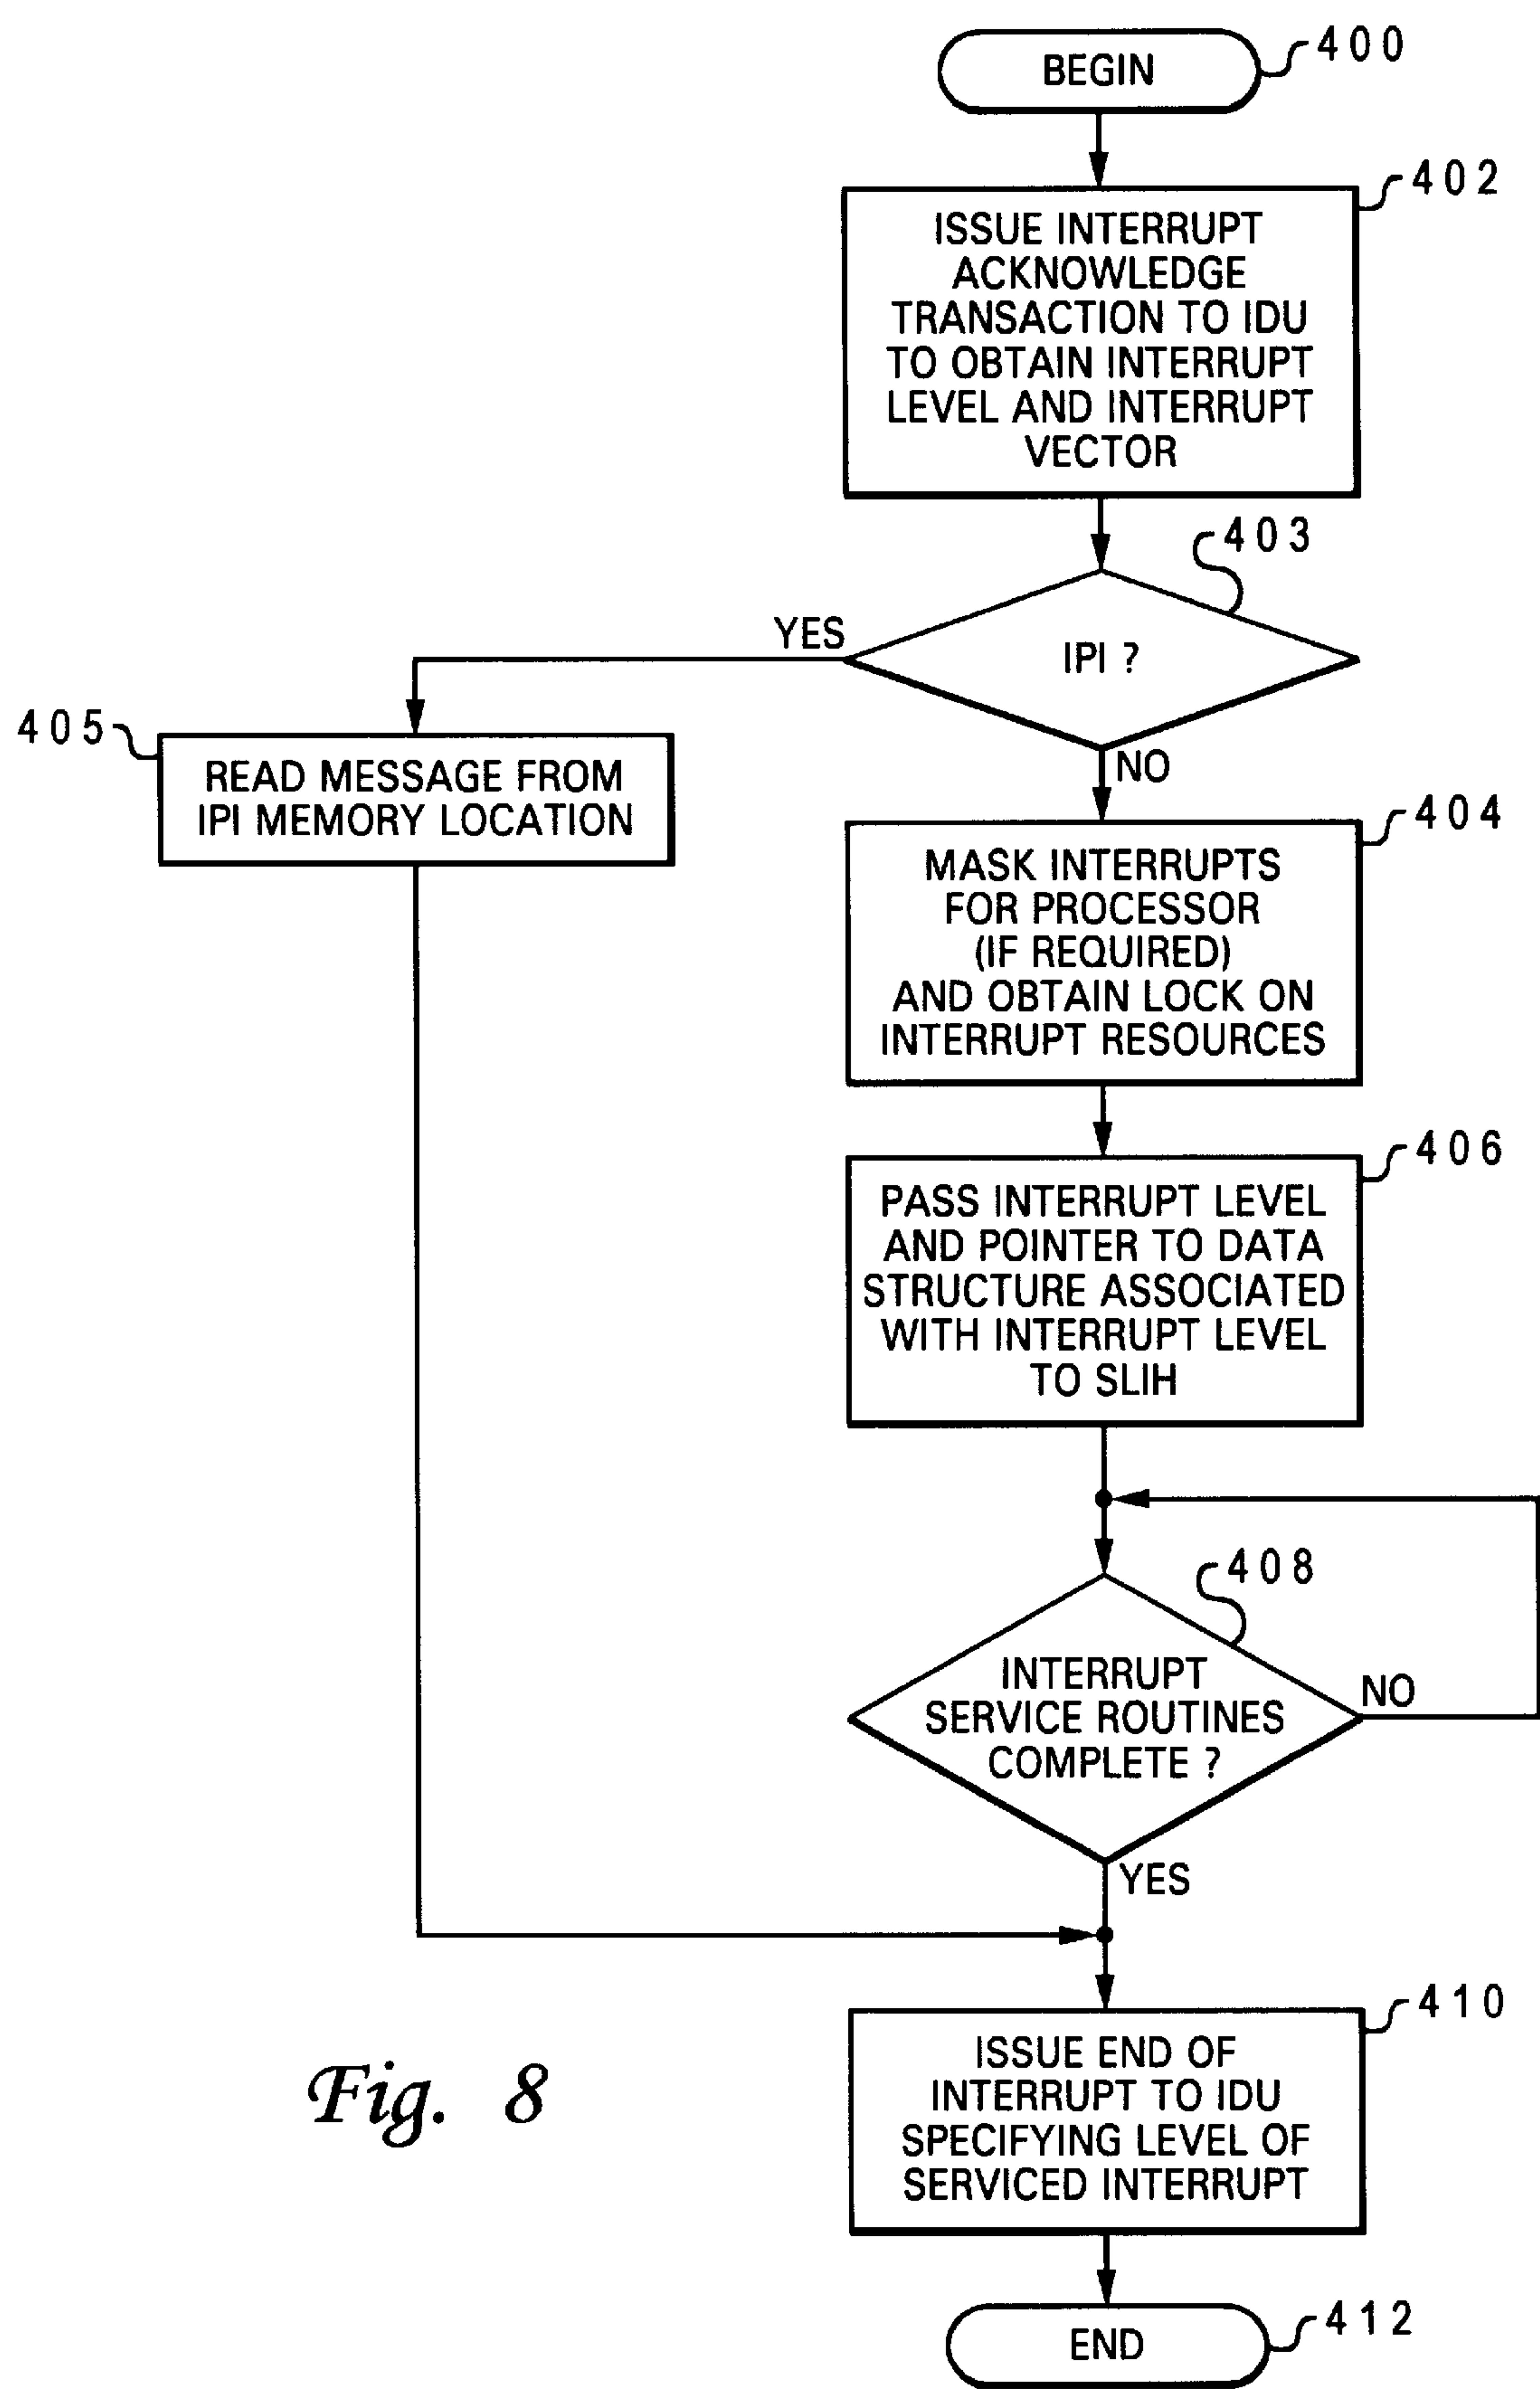 400
BEGIN
402
ISSUE INTERRUPT
ACKNOWLEDGE
TRANSACTION TO IDU
TO OBTAIN INTERRUPT
LEVEL AND INTERRUPT
VECTOR
403
YES
IPI ?
NO
405
READ MESSAGE FROM
IPI MEMORY LOCATION
404
MASK INTERRUPTS
FOR PROCESSOR
(IF REQUIRED)
AND OBTAIN LOCK ON
INTERRUPT RESOURCES
406
PASS INTERRUPT LEVEL
AND POINTER TO DATA
STRUCTURE ASSOCIATED
WITH INTERRUPT LEVEL
TO SLIH
408
INTERRUPT
SERVICE ROUTINES
COMPLETE ?
NO
YES
410
ISSUE END OF
INTERRUPT TO IDU
SPECIFYING LEVEL OF
SERVICED INTERRUPT
Fig. 8
412
END